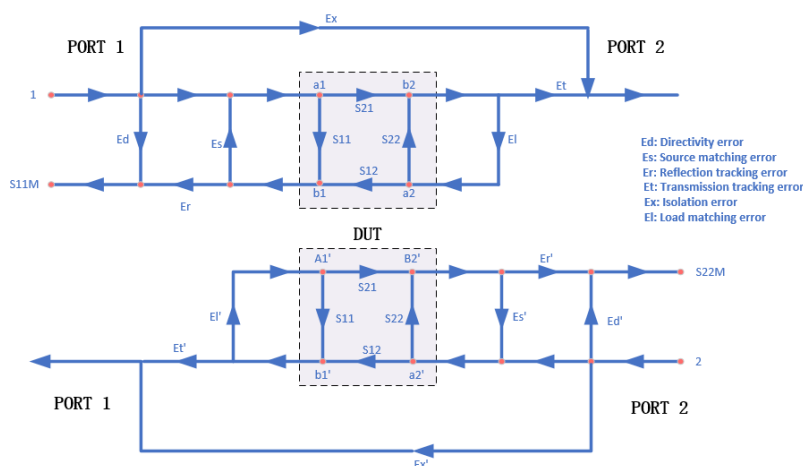 Ex
PORT 1
PORT 2
1
a1
b2
Et
S21
Ed
Es
S11
S22
El
S12
S11M
Er
b1
a2
Ed: Directivity error
Es: Source matching error
Er: Reflection tracking error
Et: Transmission tracking error
Ex: Isolation error
El: Load matching error
DUT
A1'
B2'
Er'
S22M
S21
El'
S11
S22
Es'
Ed'
Et'
S12
2
b1'
a2'
PORT 1
PORT 2
Ex'